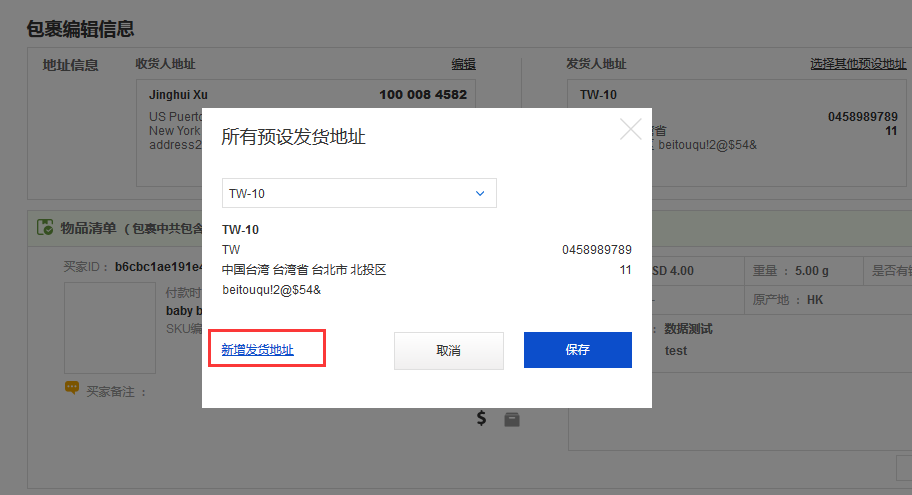 包裹编辑信息
地址信息
收货人地址
编辑
发货人地址
选择其他预设地址
Jinghui Xu
100 008 4582
TW-10
US Puerto
New York
address2
0458989789
湾省
11
beitouqu!2@$54&
所有预设发货地址
TW-10
TW-10
TW
0458989789
中国台湾 台湾省 台北市 北投区
11
beitouqu!2@$54&
新增发货地址
取消
保存
物品清单
(包裹中共包含
买家ID：
b6cbc1ae191e4
付款时
baby b
SKU编
买家备注：
$
SD 4.00
重量：
5.00 g
是否有
原产地：
HK
数据测试
test